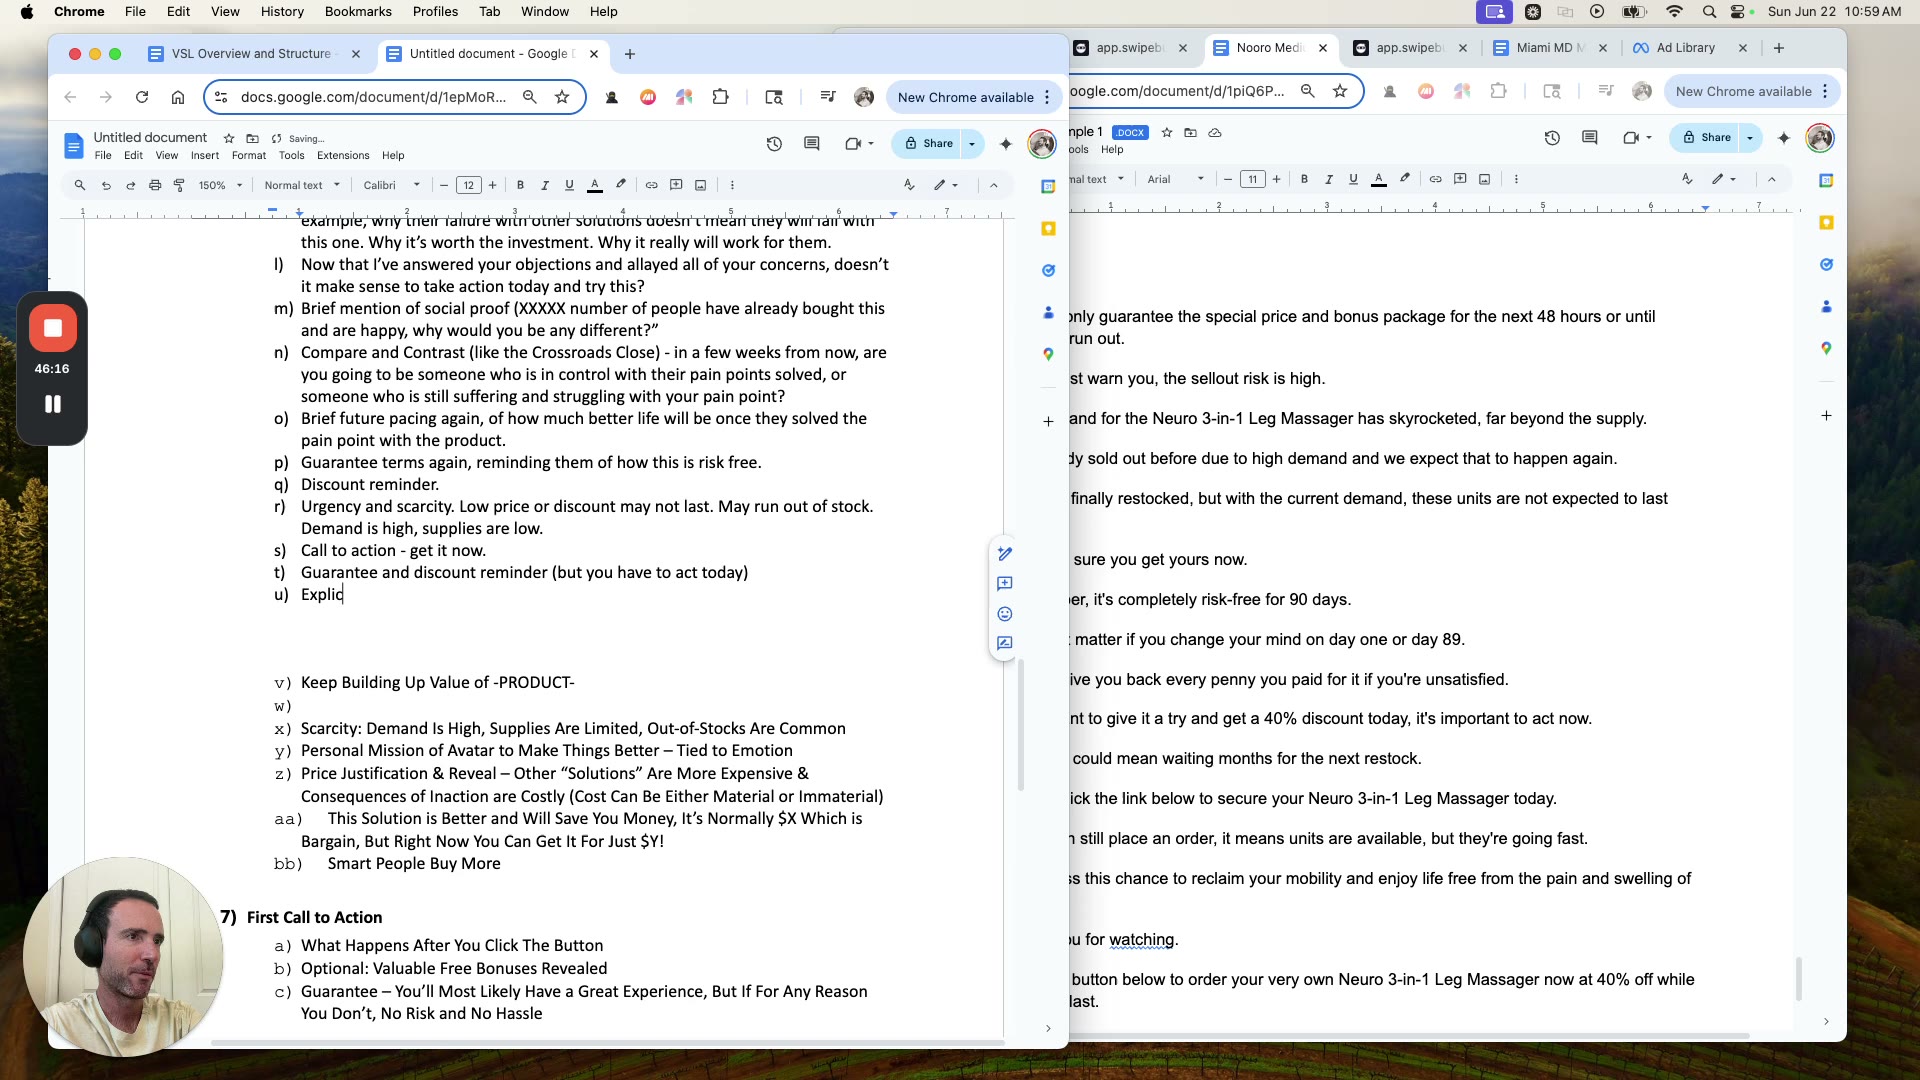 Chrome File Edit View History Bookmarks Profiles Tab Window Help
Sun Jun 22 10:59 AM
VSL Overview and Structure -
Untitled document - Google D
docs.google.com/document/d/1epMoR...
New Chrome available
Untitled document
Saving...
File Edit View Insert Format Tools Extensions Help
Share
150% Normal text Calibri 12
example, why their failure with other solutions doesn't mean they will fail with
this one. Why it's worth the investment. Why it really will work for them.
l) Now that I've answered your objections and allayed all of your concerns, doesn't
it make sense to take action today and try this?
m) Brief mention of social proof (XXXXX number of people have already bought this
and are happy, why would you be any different?"
n) Compare and Contrast (like the Crossroads Close) - in a few weeks from now, are
you going to be someone who is in control with their pain points solved, or
someone who is still suffering and struggling with your pain point?
o) Brief future pacing again, of how much better life will be once they solved the
pain point with the product.
p) Guarantee terms again, reminding them of how this is risk free.
q) Discount reminder.
r) Urgency and scarcity. Low price or discount may not last. May run out of stock.
Demand is high, supplies are low.
s) Call to action - get it now.
t) Guarantee and discount reminder (but you have to act today)
u) Explic
v) Keep Building Up Value of -PRODUCT-
w)
x) Scarcity: Demand Is High, Supplies Are Limited, Out-of-Stocks Are Common
y) Personal Mission of Avatar to Make Things Better – Tied to Emotion
z) Price Justification & Reveal – Other “Solutions” Are More Expensive &
Consequences of Inaction are Costly (Cost Can Be Either Material or Immaterial)
aa) This Solution is Better and Will Save You Money, It’s Normally $X Which is
Bargain, But Right Now You Can Get It For Just $Y!
bb) Smart People Buy More
7) First Call to Action
a) What Happens After You Click The Button
b) Optional: Valuable Free Bonuses Revealed
c) Guarantee – You’ll Most Likely Have a Great Experience, But If For Any Reason
You Don’t, No Risk and No Hassle
46:16
app.swipeb
Nooro Medi
app.swipeb
Miami MD M
Ad Library
oogle.com/document/d/1piQ6P...
New Chrome available
mple 1 .DOCX
ools Help
Share
mal text Arial 11
only guarantee the special price and bonus package for the next 48 hours or until
run out.
st warn you, the sellout risk is high.
and for the Neuro 3-in-1 Leg Massager has skyrocketed, far beyond the supply.
dy sold out before due to high demand and we expect that to happen again.
finally restocked, but with the current demand, these units are not expected to last
sure you get yours now.
er, it's completely risk-free for 90 days.
t matter if you change your mind on day one or day 89.
ive you back every penny you paid for it if you're unsatisfied.
nt to give it a try and get a 40% discount today, it's important to act now.
could mean waiting months for the next restock.
ick the link below to secure your Neuro 3-in-1 Leg Massager today.
n still place an order, it means units are available, but they're going fast.
ss this chance to reclaim your mobility and enjoy life free from the pain and swelling of
ou for watching.
button below to order your very own Neuro 3-in-1 Leg Massager now at 40% off while
last.